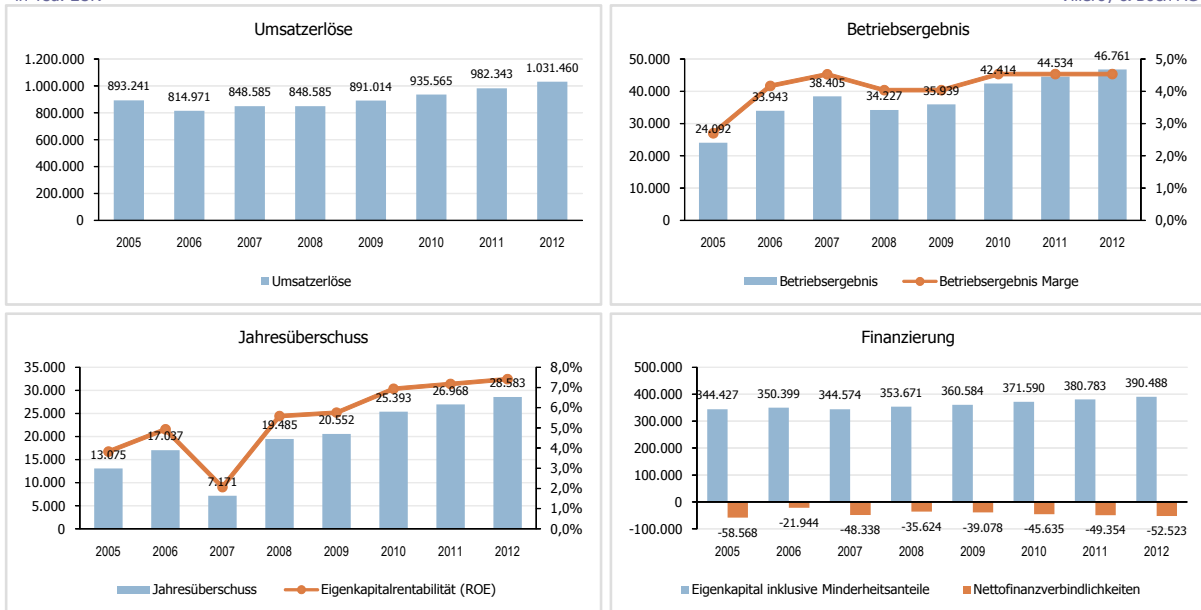 Umsatzerlöse
1.200.000
1.000.000
800.000
600.000
400.000
200.000
0
893.241 814.971 848.585 848.585 891.014 935.565 982.343 1.031.460
2005 2006 2007 2008 2009 2010 2011 2012
Umsatzerlöse
Betriebsergebnis
50.000
40.000
30.000
20.000
10.000
0
24.092 33.943 38.405 34.227 35.939 42.414 44.534 46.761
5,0%
4,0%
3,0%
2,0%
1,0%
0,0%
2005 2006 2007 2008 2009 2010 2011 2012
Betriebsergebnis Betriebsergebnis Marge
Jahresüberschuss
35.000
30.000
25.000
20.000
15.000
10.000
5.000
0
13.075 17.037 7.171 19.485 20.552 25.393 26.968 28.583
8,0%
7,0%
6,0%
5,0%
4,0%
3,0%
2,0%
1,0%
0,0%
2005 2006 2007 2008 2009 2010 2011 2012
Jahresüberschuss Eigenkapitalrentabilität (ROE)
Finanzierung
500.000
400.000
300.000
200.000
100.000
0
-100.000
344.427 350.399 344.574 353.671 360.584 371.590 380.783 390.488
-58.568 -21.944 -48.338 -35.624 -39.078 -45.635 -49.354 -52.523
2005 2006 2007 2008 2009 2010 2011 2012
Eigenkapital inklusive Minderheitsanteile Nettofinanzverbindlichkeiten